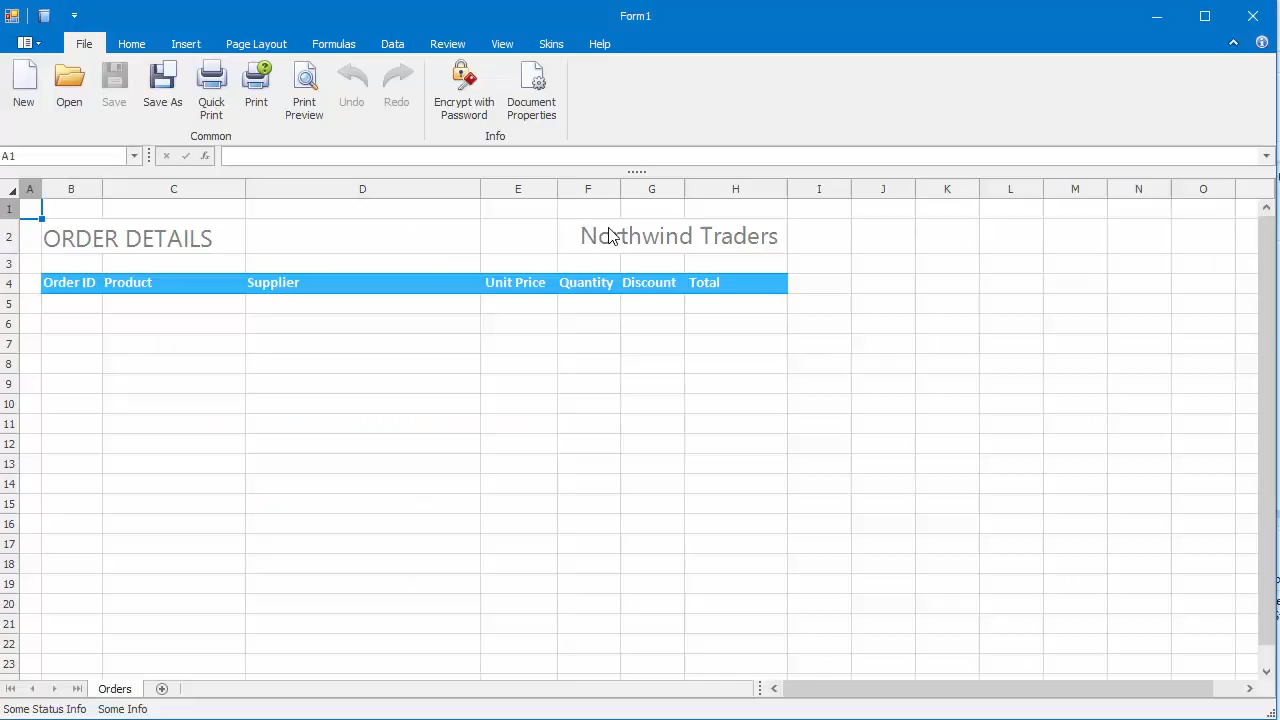 Form1
File Home Insert Page Layout Formulas Data Review View Skins Help
New Open Save Save As Quick Print Print Print Preview Undo Redo Encrypt with Password Document Properties
Common Info
A1
A B C D E F G H I J K L M N O
1
2 ORDER DETAILS Northwind Traders
3
4 Order ID Product Supplier Unit Price Quantity Discount Total
5
6
7
8
9
10
11
12
13
14
15
16
17
18
19
20
21
22
23
Orders
Some Status Info Some Info